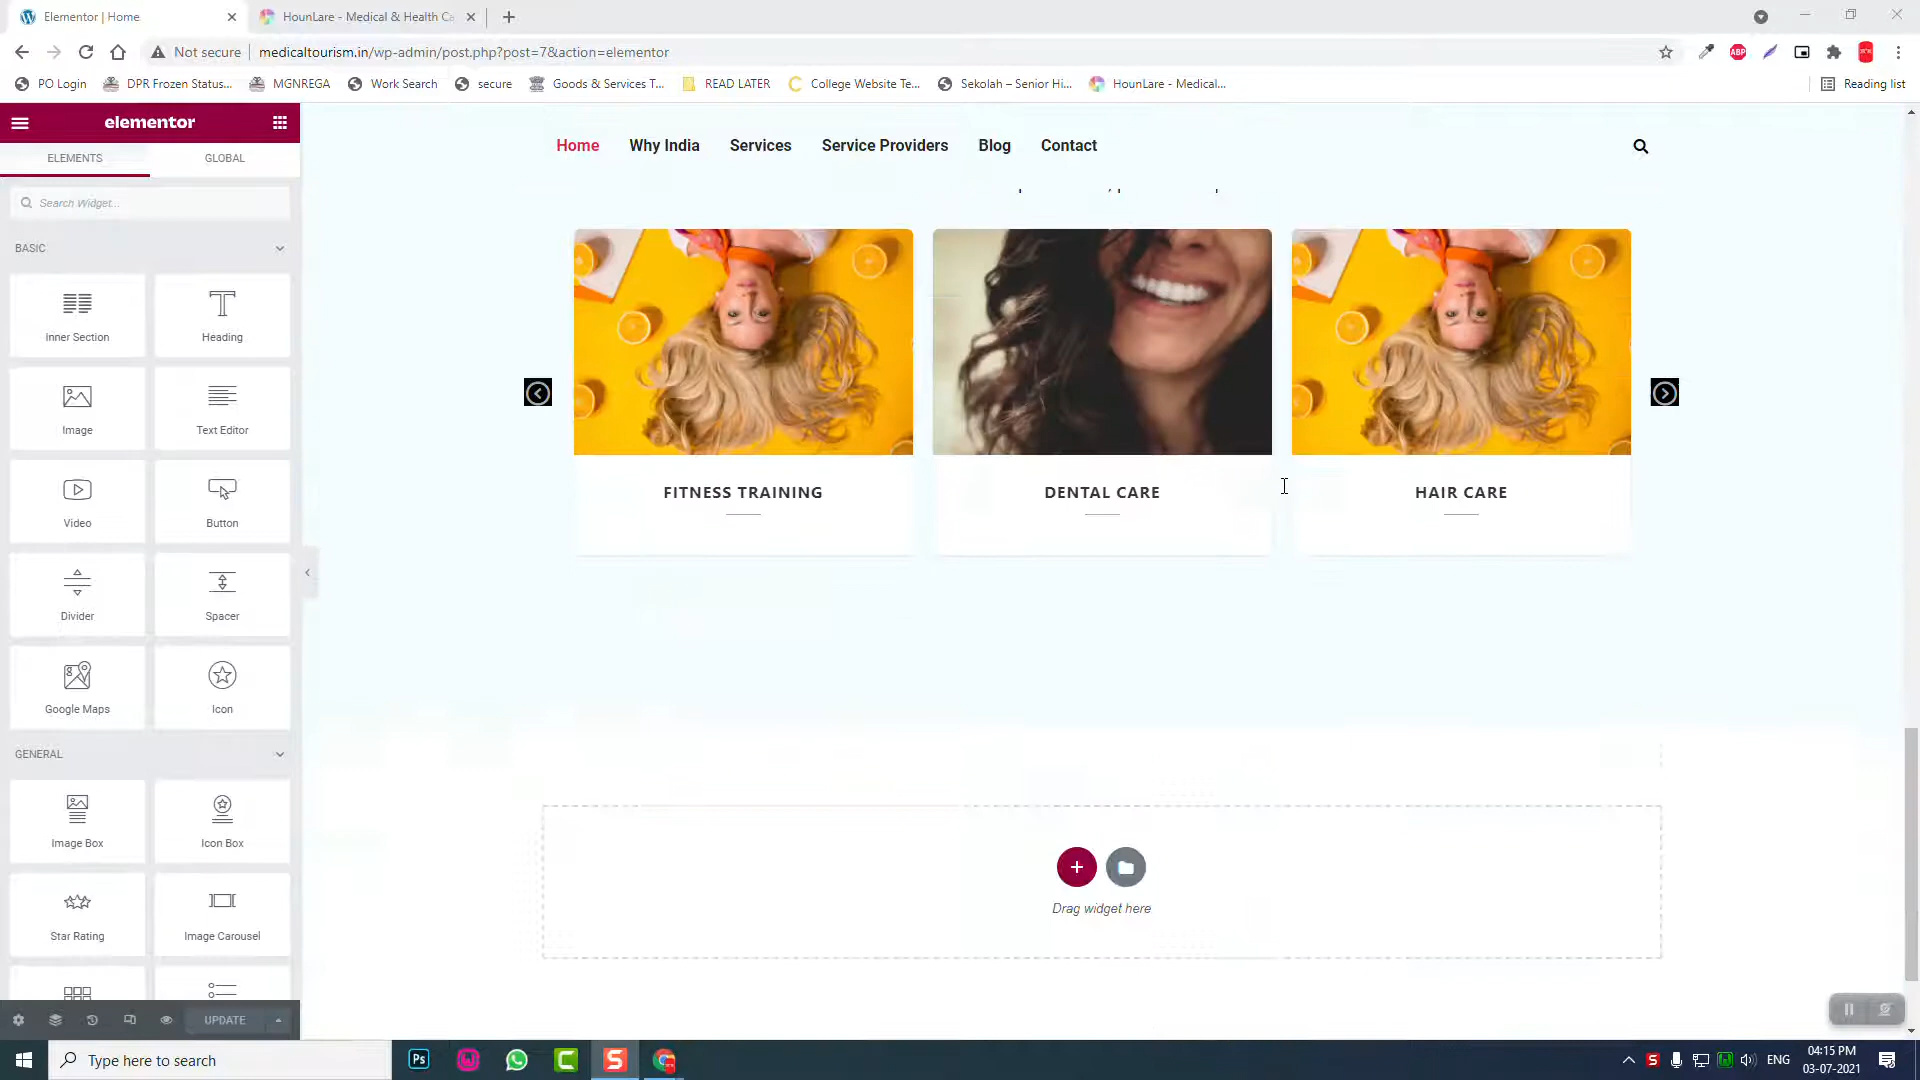 Elementor | Home
HounLare - Medical & Health Ca
Not secure
medicaltourism.in/wp-admin/post.php?post=7&action=elementor
ABP
PO Login
DPR Frozen Status...
MGNREGA
Work Search
secure
Goods & Services T...
READ LATER
College Website Te...
Sekolah – Senior Hi...
HounLare - Medical...
Reading list
elementor
ELEMENTS
GLOBAL
Search Widget...
BASIC
Inner Section
Heading
Image
Text Editor
Video
Button
Divider
Spacer
Google Maps
Icon
GENERAL
Image Box
Icon Box
Star Rating
Image Carousel
UPDATE
Home
Why India
Services
Service Providers
Blog
Contact
FITNESS TRAINING
DENTAL CARE
HAIR CARE
Drag widget here
Type here to search
Ps
S
ENG
04:15 PM
03-07-2021